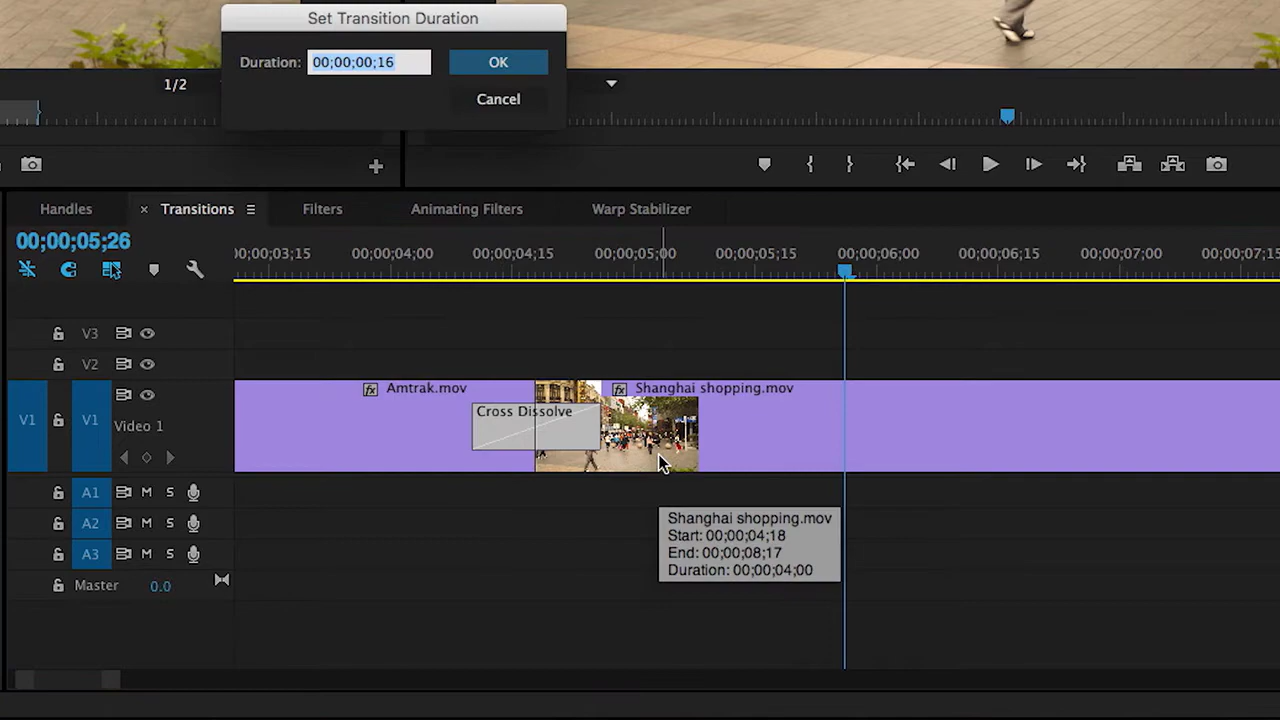 Set Transition Duration
Duration: 00;00;00;16 OK
Cancel
1/2
Handles × Transitions Filters Animating Filters Warp Stabilizer
00;00;05;26
00;00;03;15 00;00;04;00 00;00;04;15 00;00;05;00 00;00;05;15 00;00;06;00 00;00;06;15 00;00;07;00 00;00;07;15
V3
V2
fx Amtrak.mov fx Shanghai shopping.mov
Cross Dissolve
V1 V1 Video 1
A1 M S
Shanghai shopping.mov
A2 M S
Start: 00;00;04;18
End: 00;00;08;17
A3 M S
Duration: 00;00;04;00
Master 0.0